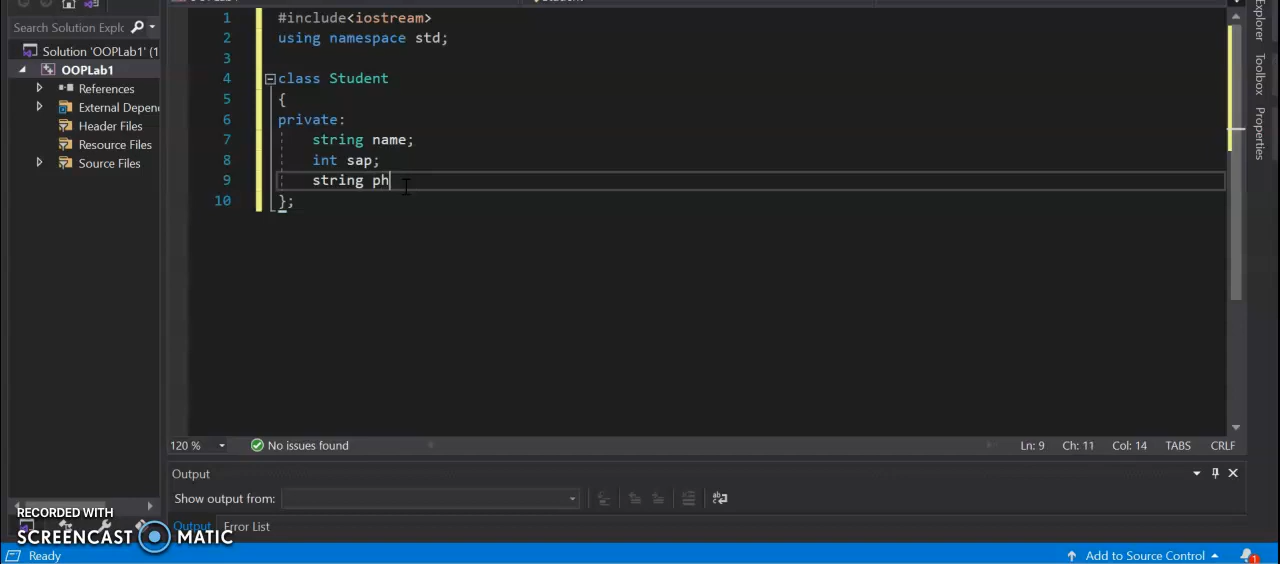 Search Solution Explc
Solution 'OOPLab1' (1
OOPLab1
References
External Depen
Header Files
Resource Files
Source Files
1 #include<iostream>
2 using namespace std;
3
4 class Student
5 {
6 private:
7 string name;
8 int sap;
9 string ph
10 };
Explorer
Toolbox
Properties
120 %
No issues found
Ln: 9 Ch: 11 Col: 14 TABS CRLF
Output
Show output from:
Output Error List
RECORDED WITH
SCREENCAST MATIC
Ready
Add to Source Control
1